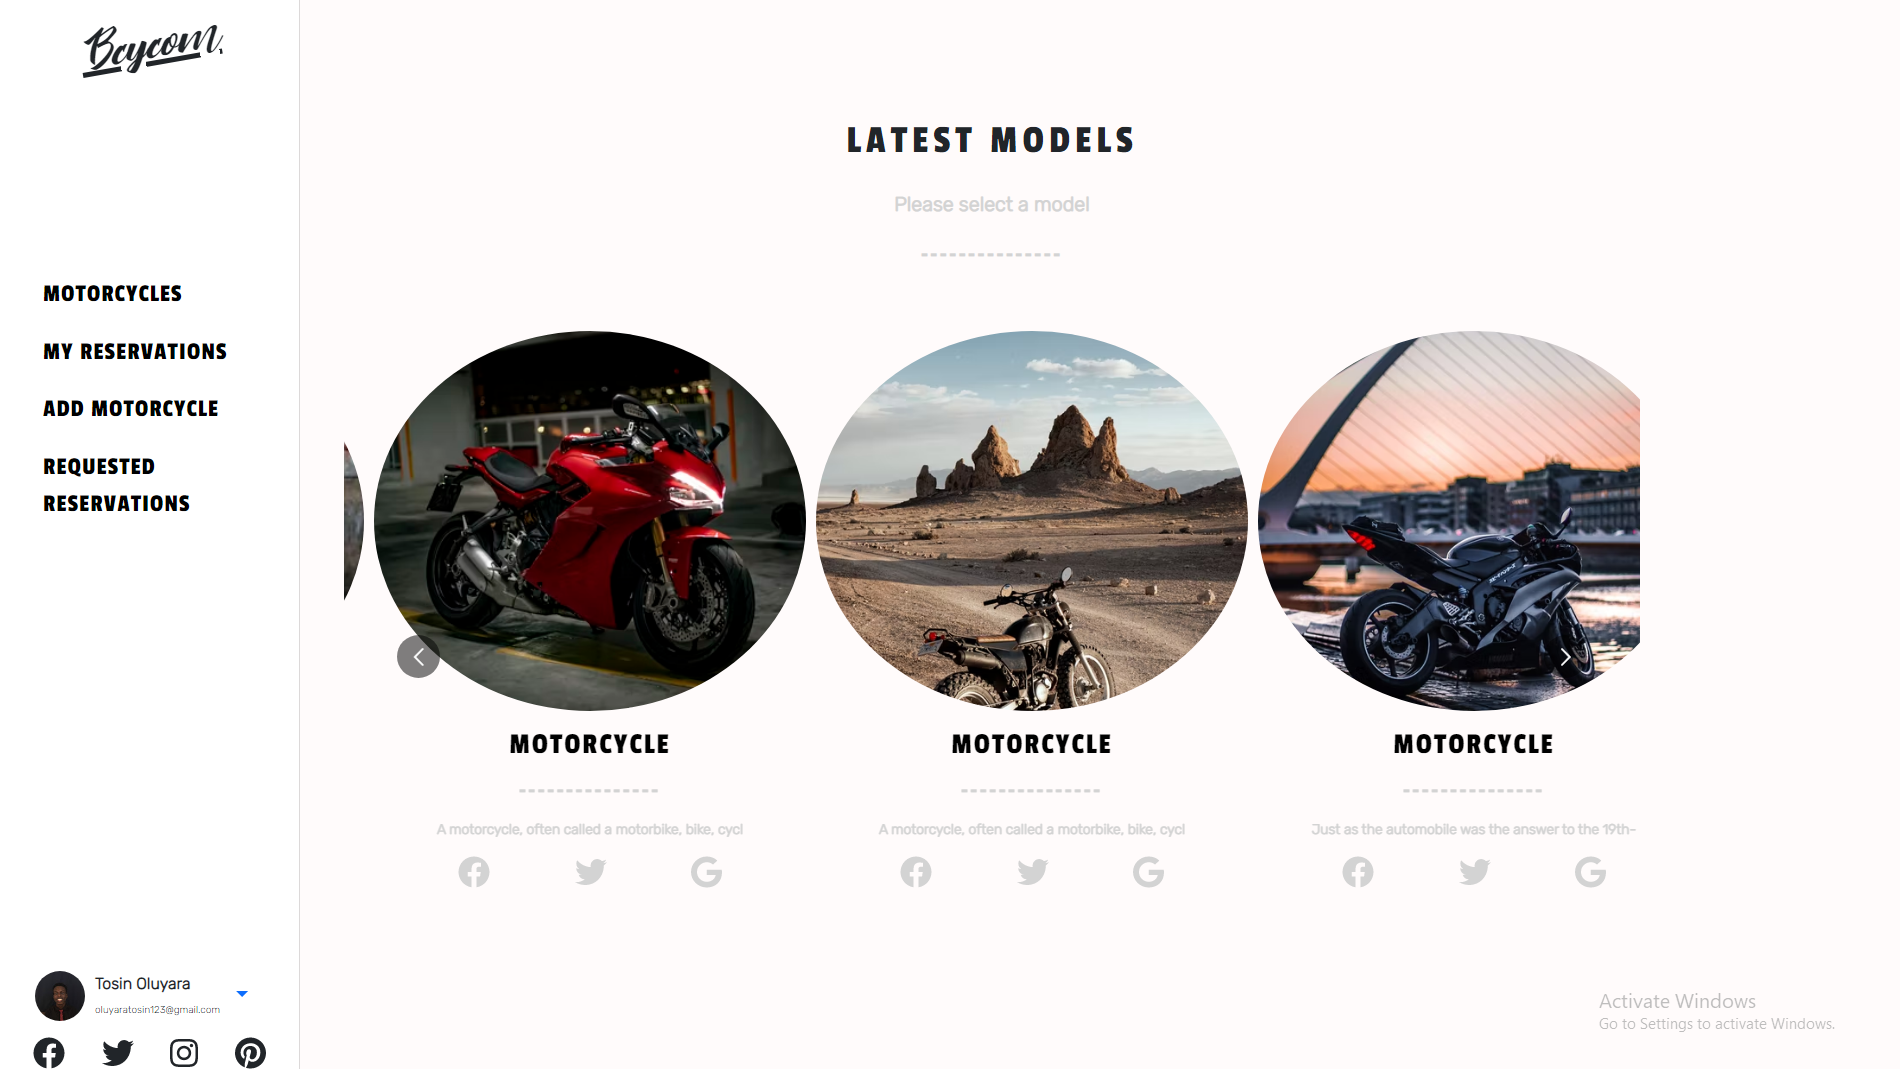 Bcycom.
MOTORCYCLES
MY RESERVATIONS
ADD MOTORCYCLE
REQUESTED
RESERVATIONS
Tosin Oluyara
oluyaratosin123@gmail.com
LATEST MODELS
Please select a model
MOTORCYCLE
A motorcycle, often called a motorbike, bike, cycl
MOTORCYCLE
A motorcycle, often called a motorbike, bike, cycl
MOTORCYCLE
Just as the automobile was the answer to the 19th-
Activate Windows
Go to Settings to activate Windows.